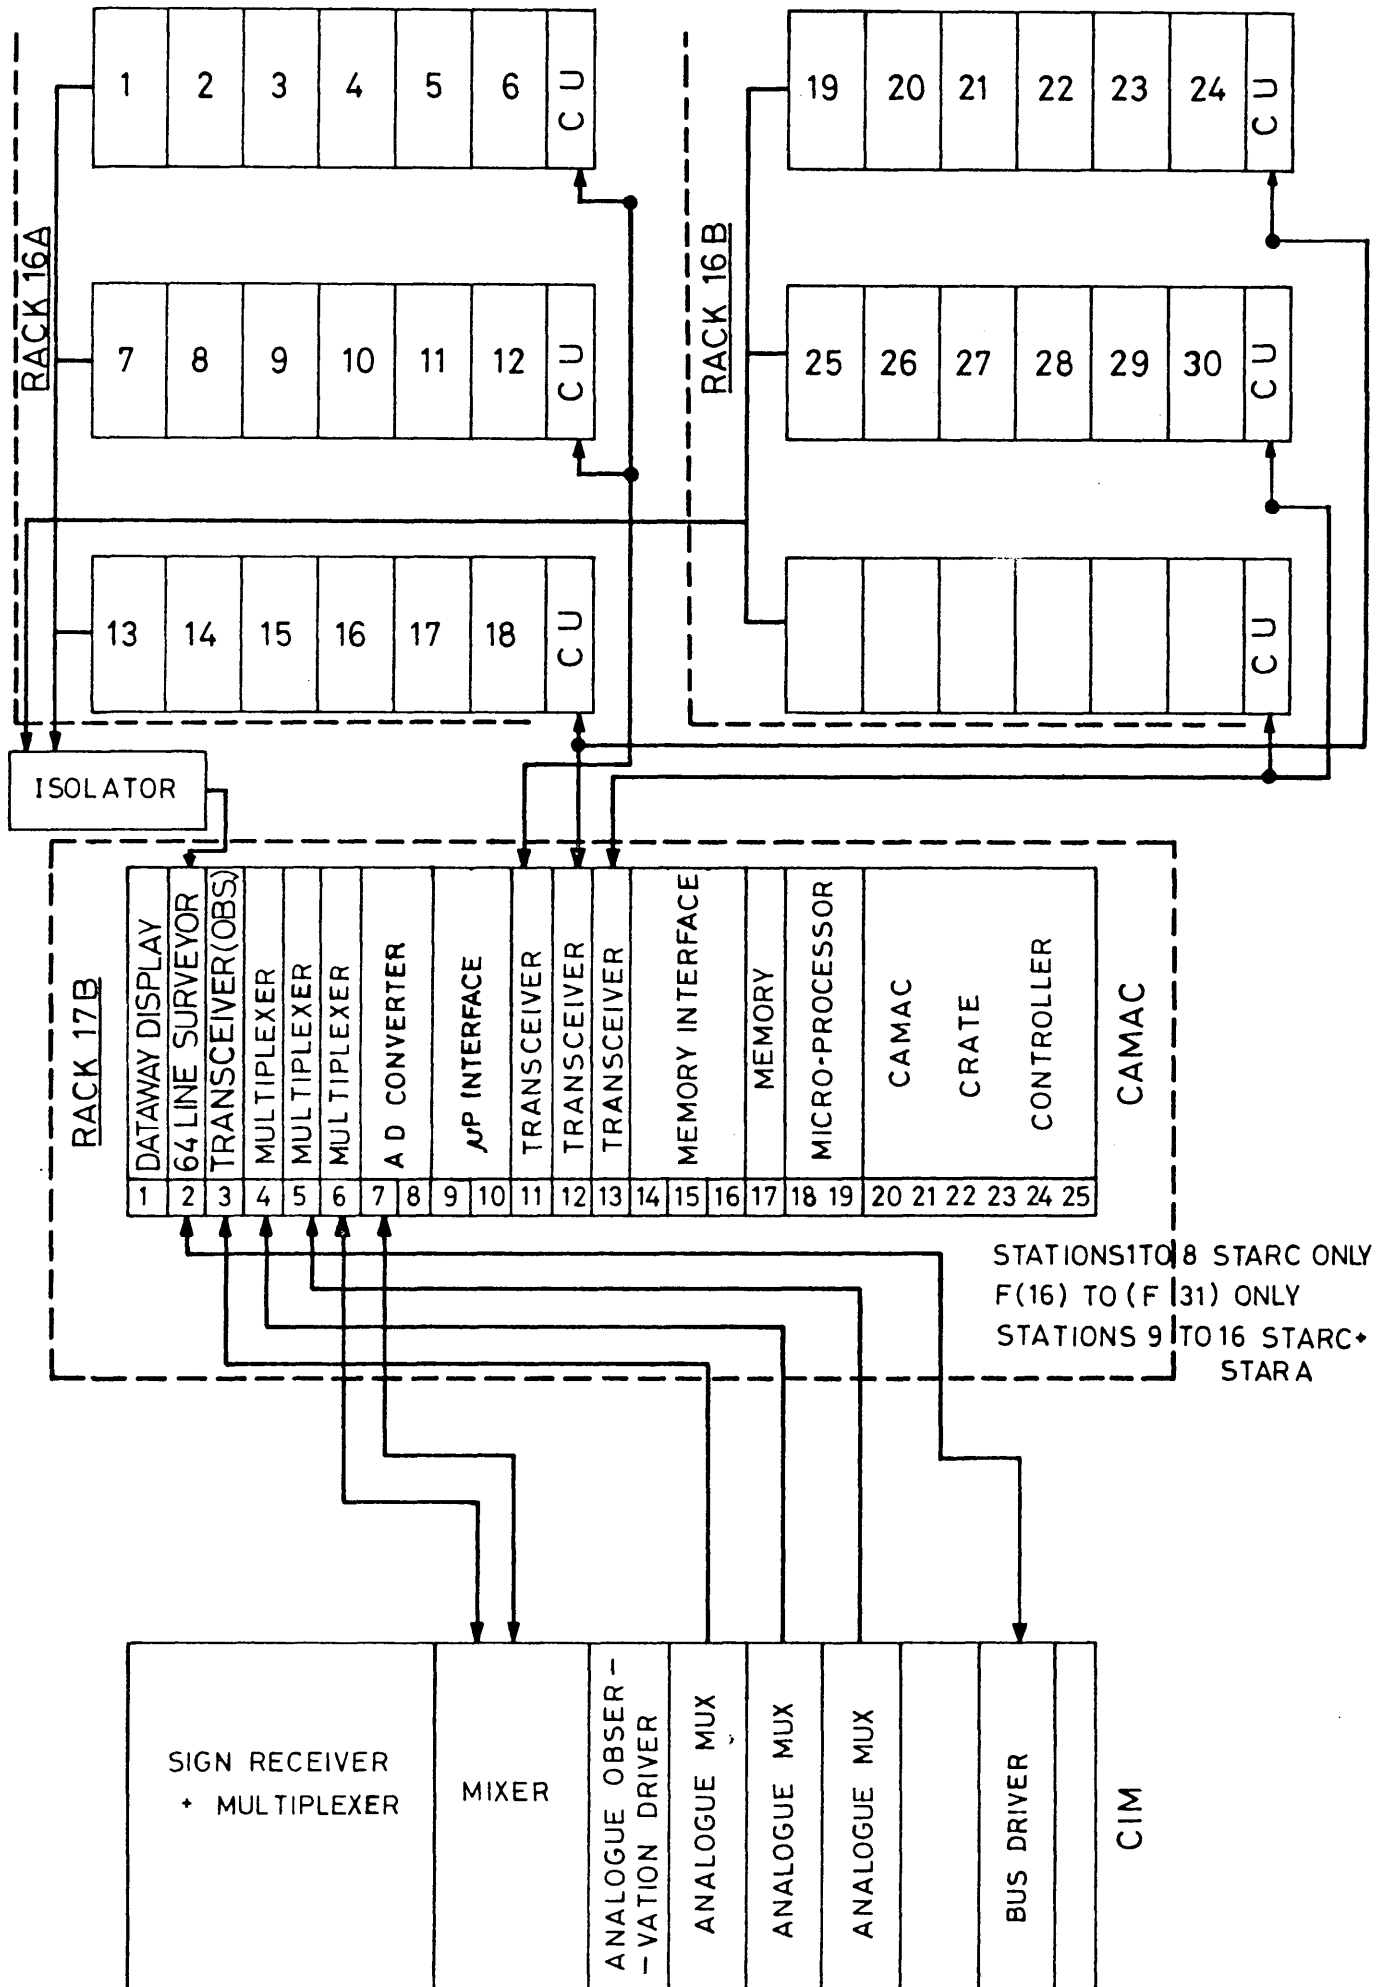 1 2 3 4 5 6 CU
19 20 21 22 23 24 CU
RACK 16A
7 8 9 10 11 12 CU
RACK 16B
25 26 27 28 29 30 CU
13 14 15 16 17 18 CU
CU
ISOLATOR
RACK 17B
DATAWAY DISPLAY
64 LINE SURVEYOR
TRANSCEIVER (OBS)
MULTIPLEXER
MULTIPLEXER
MULTIPLEXER
A D CONVERTER
µP INTERFACE
TRANSCEIVER
TRANSCEIVER
TRANSCEIVER
MEMORY INTERFACE
MEMORY
MICRO-PROCESSOR
CAMAC
CRATE
CONTROLLER
CAMAC
1 2 3 4 5 6 7 8 9 10 11 12 13 14 15 16 17 18 19 20 21 22 23 24 25
STATIONS 1 TO 8 STARC ONLY
F(16) TO (F 31) ONLY
STATIONS 9 TO 16 STARC+
STAR A
SIGN RECEIVER
+ MULTIPLEXER
MIXER
ANALOGUE OBSER-
-VATION DRIVER
ANALOGUE MUX
ANALOGUE MUX
ANALOGUE MUX
BUS DRIVER
CIM